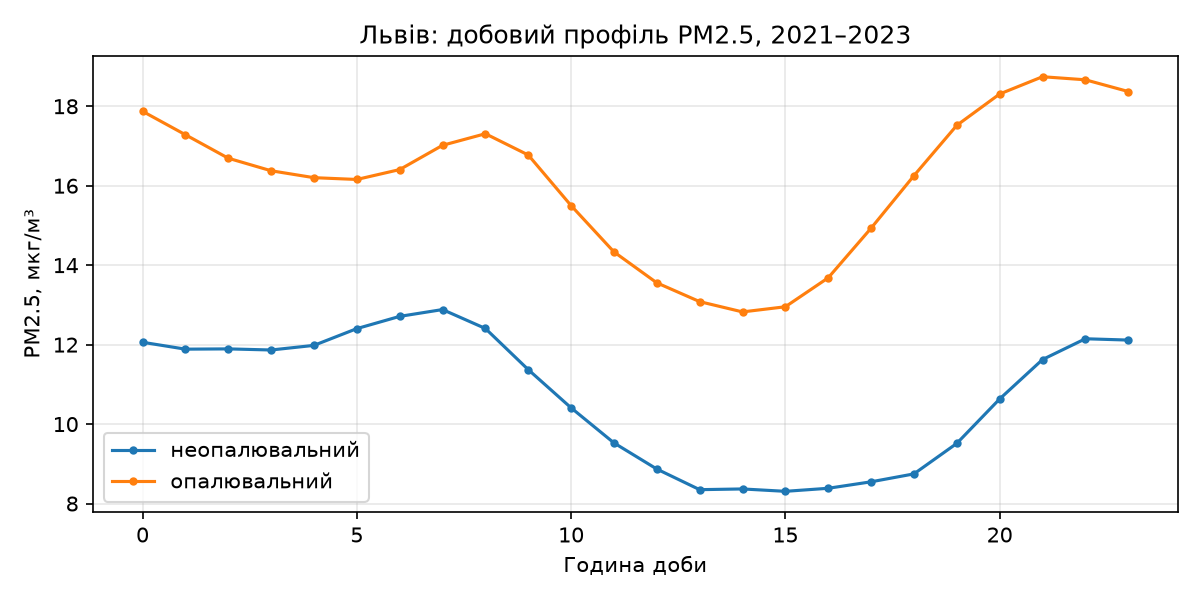 Львів: добовий профіль PM2.5, 2021–2023
PM2.5, мкг/м³
18
16
14
12
10
8
неопалювальний
опалювальний
0 5 10 15 20
Година доби